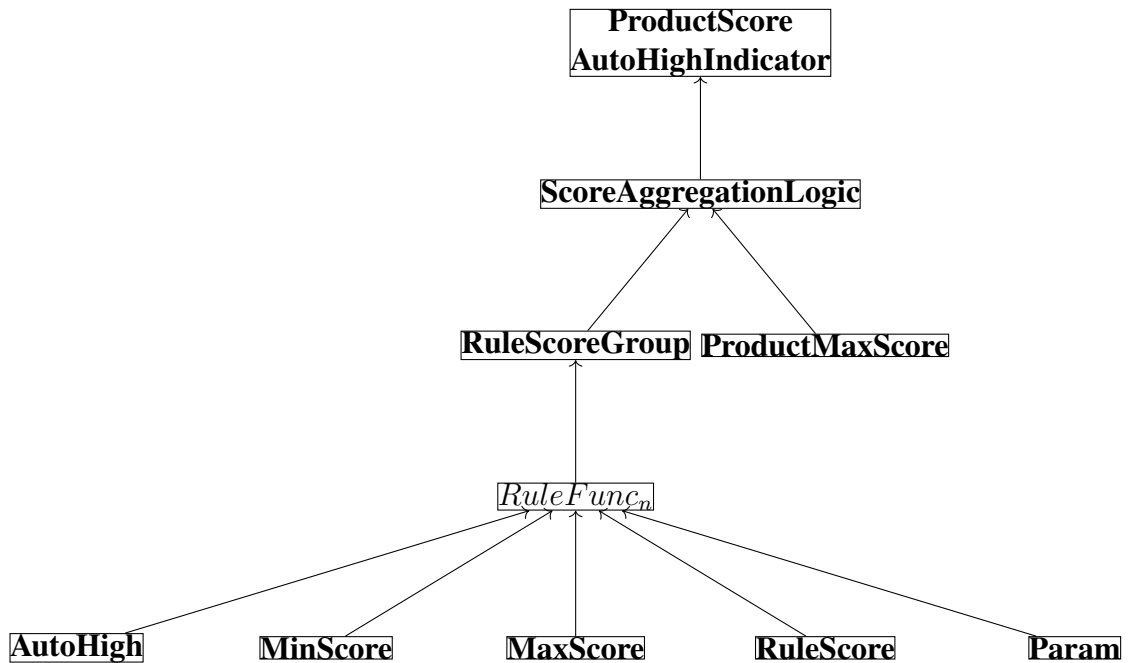 ProductScore
AutoHighIndicator
ScoreAggregationLogic
RuleScoreGroup
ProductMaxScore
RuleFunc_n
AutoHigh
MinScore
MaxScore
RuleScore
Param